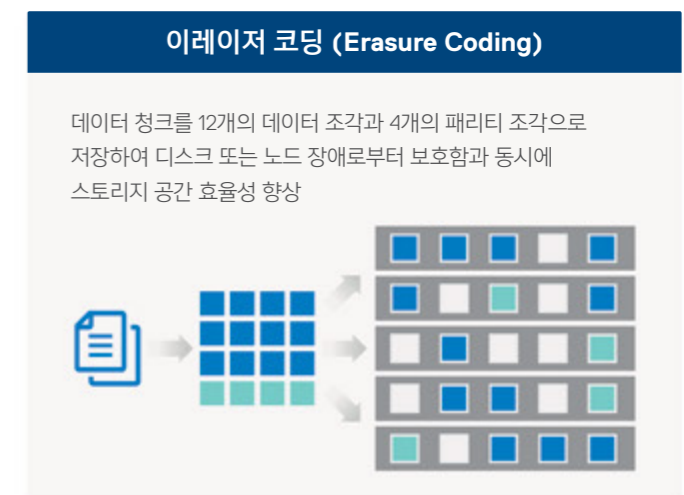 이레이저 코딩 (Erasure Coding)
데이터 청크를 12개의 데이터 조각과 4개의 패리티 조각으로
저장하여 디스크 또는 노드 장애로부터 보호함과 동시에
스토리지 공간 효율성 향상